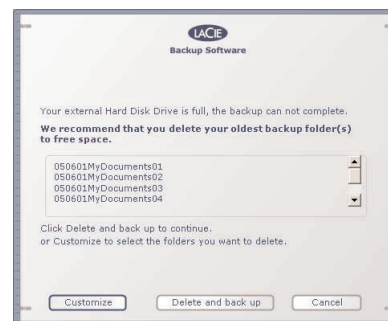 LACIE
Backup Software
Your external Hard Disk Drive is full, the backup can not complete.
We recommend that you delete your oldest backup folder(s)
to free space.
050601MyDocuments01
050601MyDocuments02
050601MyDocuments03
050601MyDocuments04
Click Delete and back up to continue.
or Customize to select the folders you want to delete.
Customize
Delete and back up
Cancel